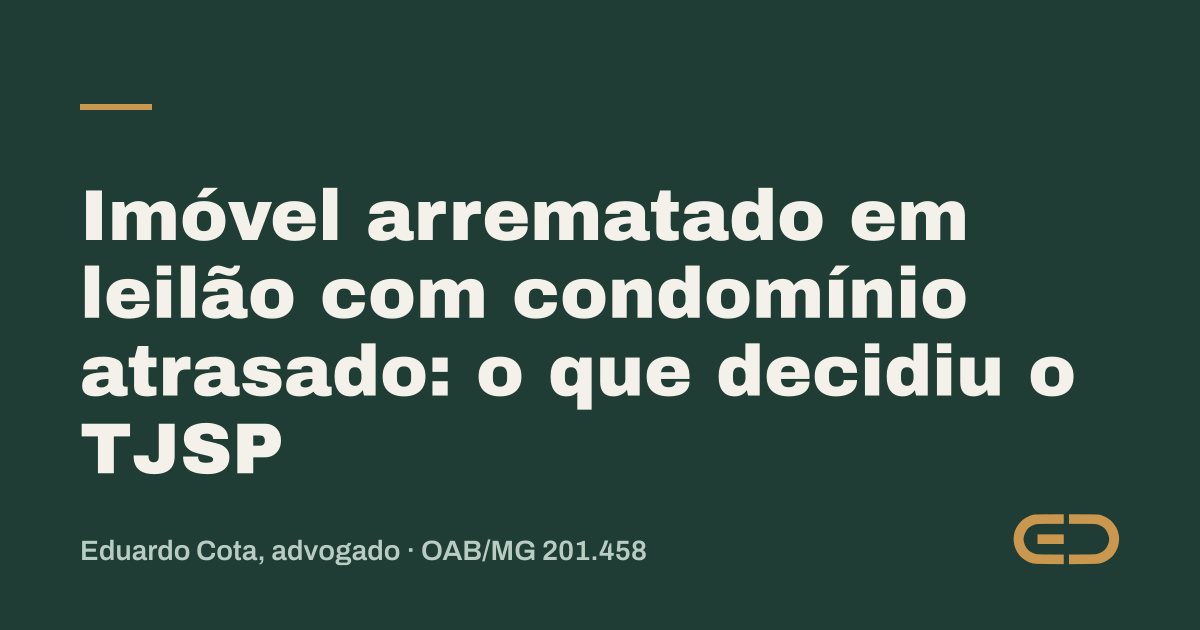 Imóvel arrematado em
leilão com condomínio
atrasado: o que decidiu o
TJSP
Eduardo Cota, advogado · OAB/MG 201.458